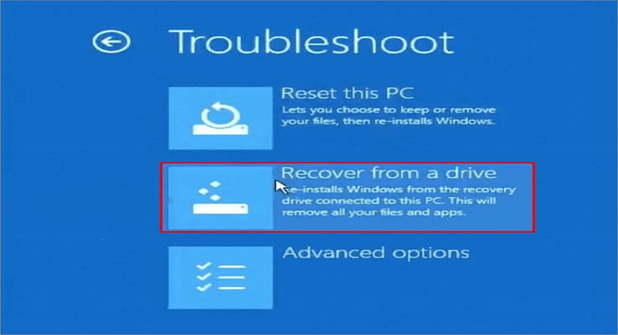 Troubleshoot
Reset this PC
Lets you choose to keep or remove
your files, then re-installs Windows.
Recover from a drive
Re-installs Windows from the recovery
drive connected to this PC. This will
remove all your files and apps.
Advanced options